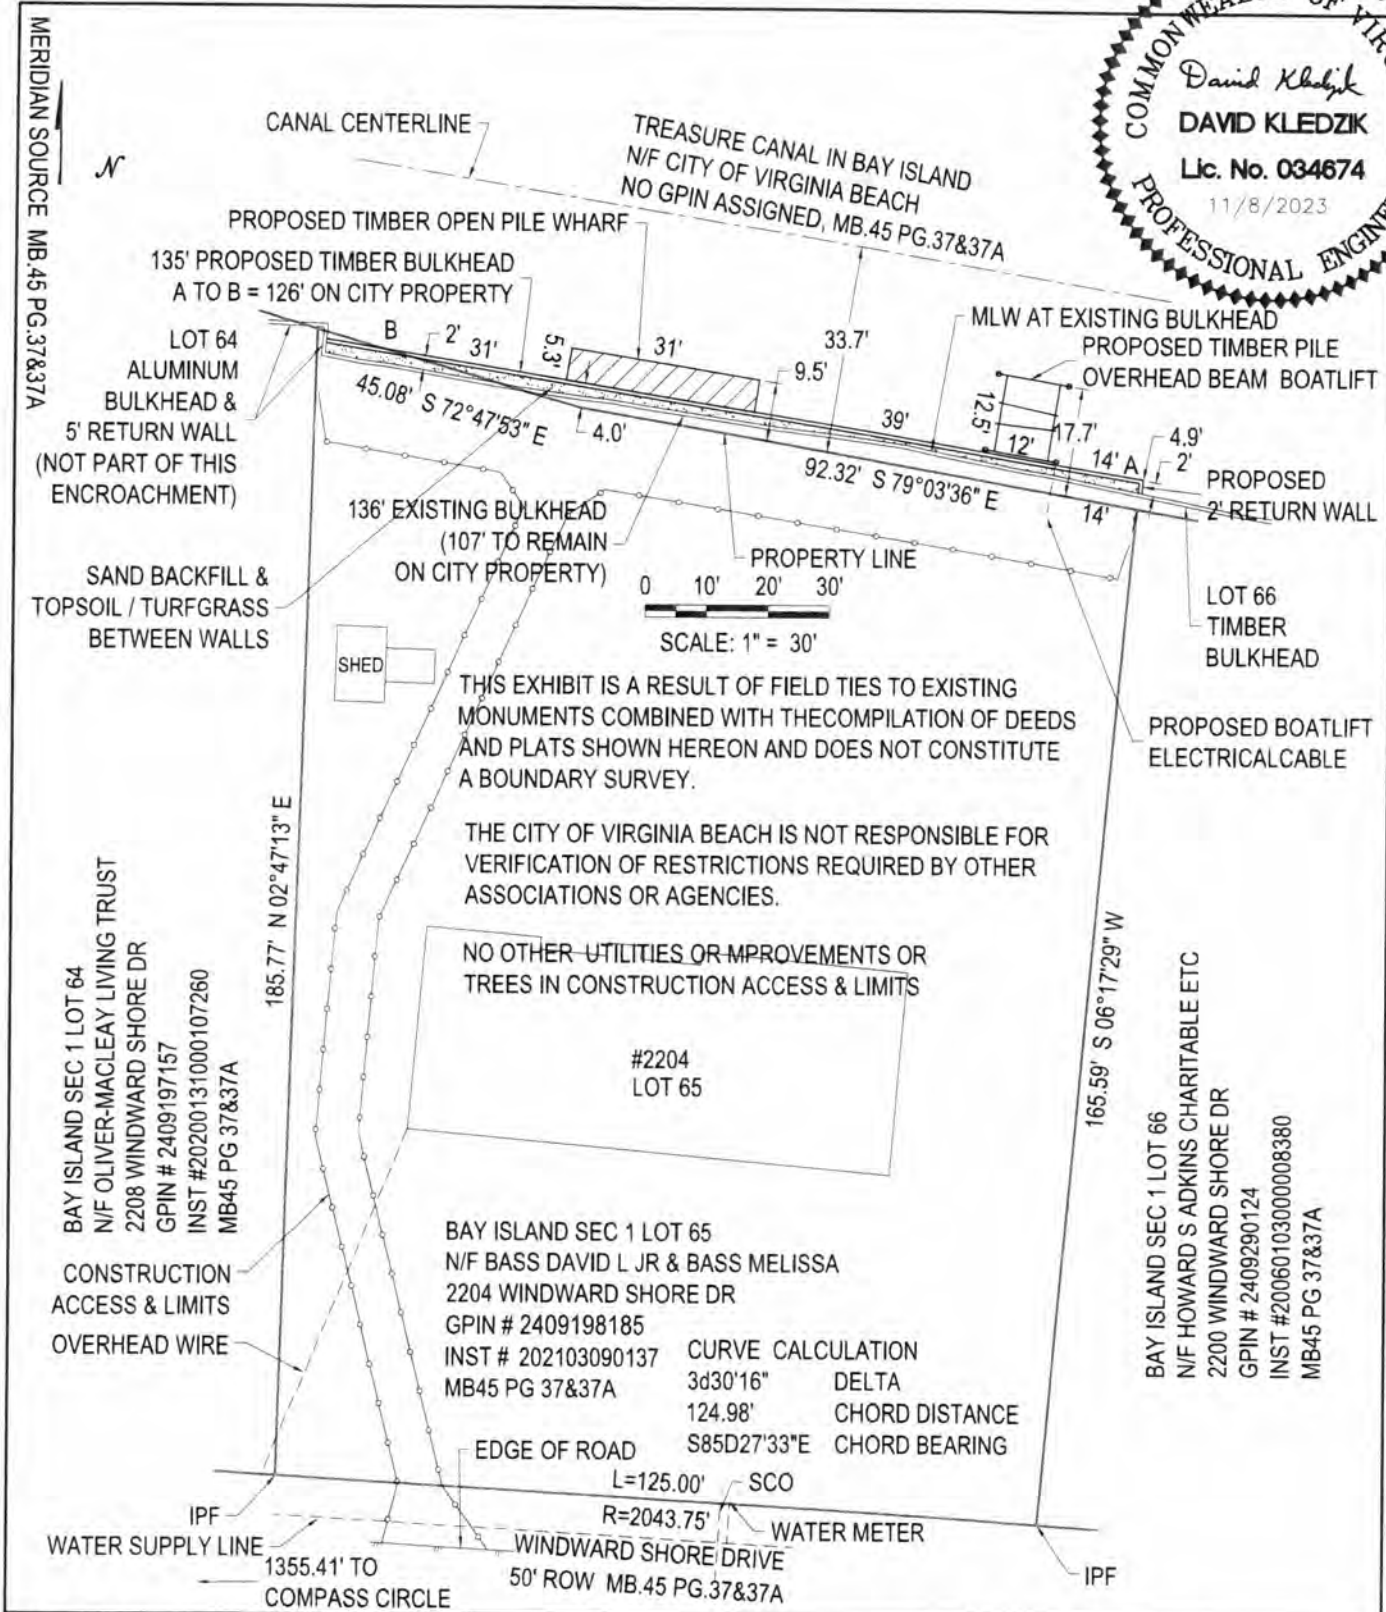 MERIDIAN SOURCE MB.45 PG.37&37A
N
COMMONWEALTH OF
David Kledzik
DAVID KLEDZIK
Lic. No. 034674
11/8/2023
PROFESSIONAL
CANAL CENTERLINE
TREASURE CANAL IN BAY ISLAND
N/F CITY OF VIRGINIA BEACH
NO GPIN ASSIGNED, MB.45 PG.37&37A
PROPOSED TIMBER OPEN PILE WHARF
135' PROPOSED TIMBER BULKHEAD
A TO B = 126' ON CITY PROPERTY
LOT 64
ALUMINUM
BULKHEAD &
5' RETURN WALL
(NOT PART OF THIS
ENCROACHMENT)
B
2'
31'
5.3'
31'
9.5'
33.7'
MLW AT EXISTING BULKHEAD
PROPOSED TIMBER PILE
OVERHEAD BEAM BOATLIFT
12.5'
12'
17.7'
39'
14' A
4.9'
2'
PROPOSED
2' RETURN WALL
45.08' S 72°47'53" E
4.0'
92.32' S 79°03'36" E
14'
136' EXISTING BULKHEAD
(107' TO REMAIN
ON CITY PROPERTY)
PROPERTY LINE
SAND BACKFILL &
TOPSOIL / TURFGRASS
BETWEEN WALLS
0 10' 20' 30'
SCALE: 1" = 30'
LOT 66
TIMBER
BULKHEAD
SHED
PROPOSED BOATLIFT
ELECTRICALCABLE
THIS EXHIBIT IS A RESULT OF FIELD TIES TO EXISTING
MONUMENTS COMBINED WITH THECOMPILATION OF DEEDS
AND PLATS SHOWN HEREON AND DOES NOT CONSTITUTE
A BOUNDARY SURVEY.
THE CITY OF VIRGINIA BEACH IS NOT RESPONSIBLE FOR
VERIFICATION OF RESTRICTIONS REQUIRED BY OTHER
ASSOCIATIONS OR AGENCIES.
NO OTHER UTILITIES OR MPROVEMENTS OR
TREES IN CONSTRUCTION ACCESS & LIMITS
#2204
LOT 65
185.77' N 02°47'13" E
165.59' S 06°17'29" W
BAY ISLAND SEC 1 LOT 64
N/F OLIVER-MACLEAY LIVING TRUST
2208 WINDWARD SHORE DR
GPIN # 2409197157
INST #202001310000107260
MB45 PG 37&37A
BAY ISLAND SEC 1 LOT 66
N/F HOWARD S ADKINS CHARITABLE ETC
2200 WINDWARD SHORE DR
GPIN # 2409290124
INST #200601030000008380
MB45 PG 37&37A
CONSTRUCTION
ACCESS & LIMITS
OVERHEAD WIRE
BAY ISLAND SEC 1 LOT 65
N/F BASS DAVID L JR & BASS MELISSA
2204 WINDWARD SHORE DR
GPIN # 2409198185
INST # 202103090137
MB45 PG 37&37A
CURVE CALCULATION
3d30'16" DELTA
124.98' CHORD DISTANCE
S85D27'33"E CHORD BEARING
EDGE OF ROAD
L=125.00'
SCO
R=2043.75'
IPF
WATER METER
WATER SUPPLY LINE
WINDWARD SHORE DRIVE
50' ROW MB.45 PG.37&37A
1355.41' TO
COMPASS CIRCLE
IPF